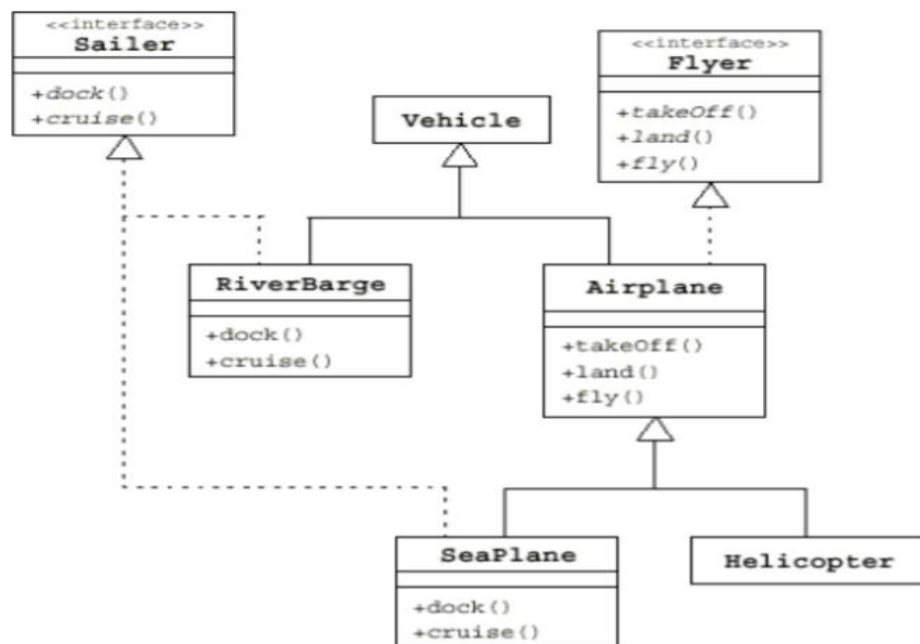 <<interface>>
Sailer
+dock()
+cruise()
Vehicle
<<interface>>
Flyer
+takeOff()
+land()
+fly()
RiverBarge
+dock()
+cruise()
Airplane
+takeOff()
+land()
+fly()
SeaPlane
+dock()
+cruise()
Helicopter